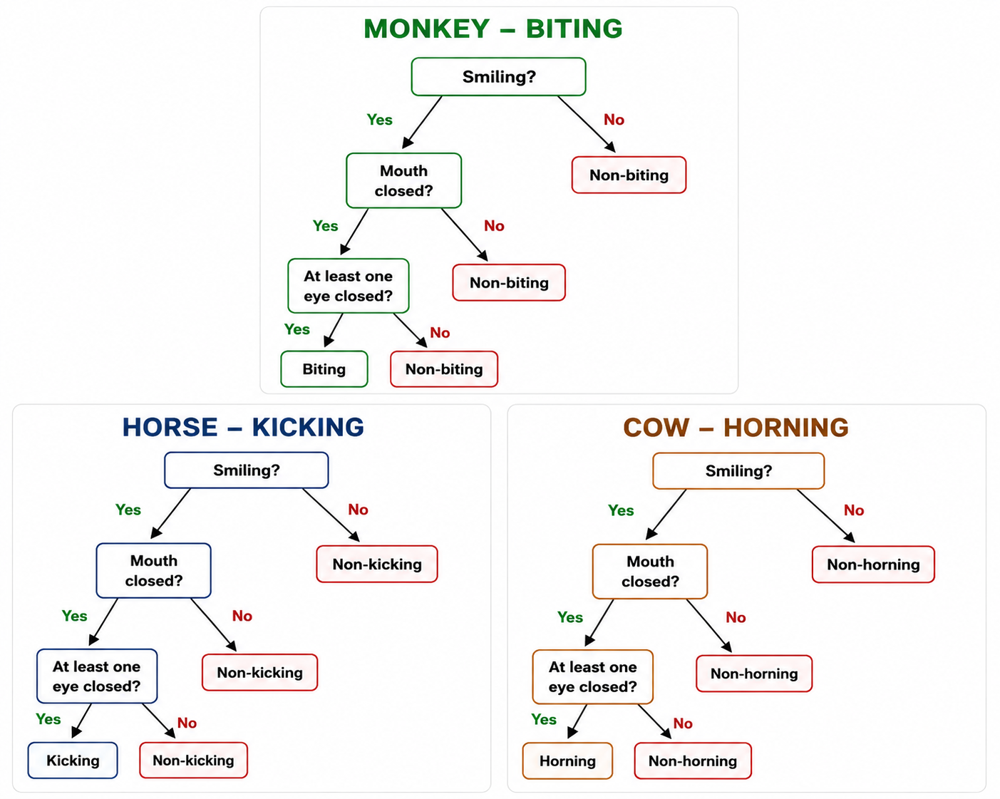 MONKEY – BITING
Smiling?
Yes
No
Mouth
closed?
Non-biting
Yes
No
At least one
eye closed?
Non-biting
Yes
No
Biting
Non-biting
HORSE – KICKING
Smiling?
Yes
No
Mouth
closed?
Non-kicking
Yes
No
At least one
eye closed?
Non-kicking
Yes
No
Kicking
Non-kicking
COW – HORNING
Smiling?
Yes
No
Mouth
closed?
Non-horning
Yes
No
At least one
eye closed?
Non-horning
Yes
No
Horning
Non-horning